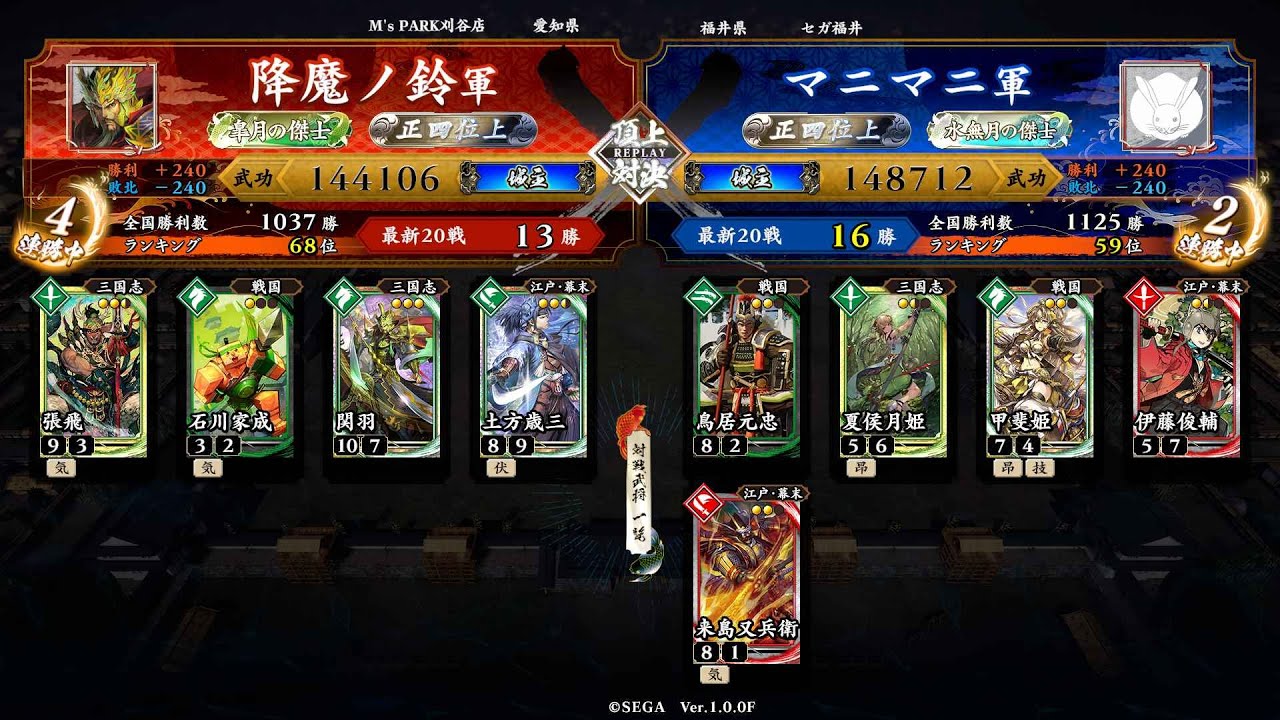 M's PARK刈谷店 愛知県
福井県 セガ福井
降魔ノ鈴軍
皐月の傑士 正四位上
勝利 +240
敗北 -240
武功 144106 城主
4連勝中
全国勝利数 1037勝
ランキング 68位
最新20戦 13勝
頂上
REPLAY
対決
マニマニ軍
正四位上 水無月の傑士
城主 148712 武功
勝利 +240
敗北 -240
最新20戦 16勝
全国勝利数 1125勝
ランキング 59位
2連勝中
三国志
張飛
9 3
気
戦国
石川家成
3 2
気
三国志
関羽
10 7
江戸・幕末
土方歳三
8 9
伏
対戦武将一覧
戦国
鳥居元忠
8 2
三国志
夏侯月姫
5 6
昂
戦国
甲斐姫
7 4
昂 技
江戸・幕末
伊藤俊輔
5 7
江戸・幕末
来島又兵衛
8 1
気
©SEGA Ver.1.0.0F